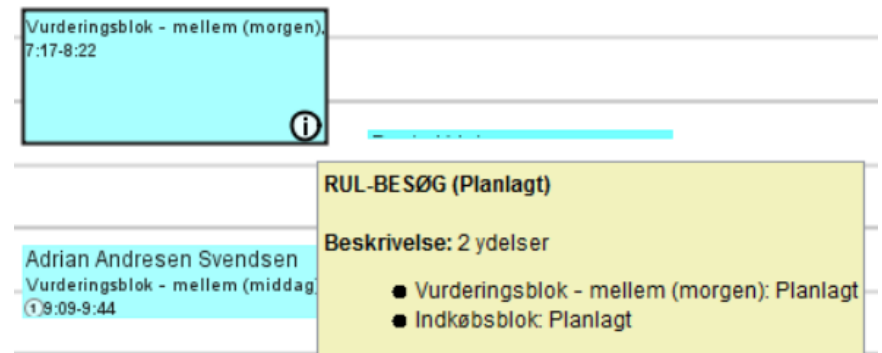 Vurderingsblok - mellem (morgen),
7:17-8:22
RUL-BESØG (Planlagt)
Beskrivelse: 2 ydelser
Vurderingsblok - mellem (morgen): Planlagt
Indkøbsblok: Planlagt
Adrian Andresen Svendsen
Vurderingsblok - mellem (middag)
1 9:09-9:44